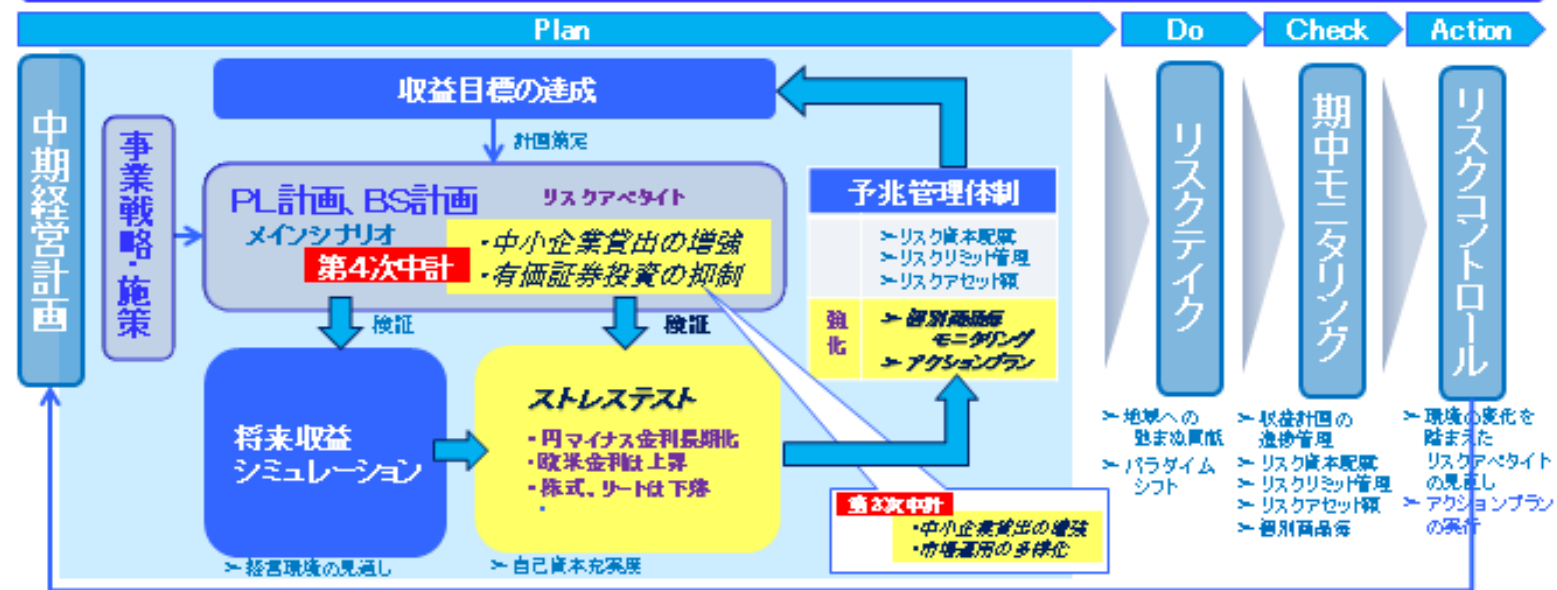 Plan
Do
Check
Action
中期経営計画
事業戦略・施策
収益目標の達成
計画策定
PL計画、BS計画
リスクアペタイト
メインシナリオ
第4次中計
・中小企業貸出の増強
・有価証券投資の抑制
検証
検証
将来収益
シミュレーション
➤経営環境の見通し
ストレステスト
・円マイナス金利長期化
・欧米金利は上昇
・株式、リートは下落
・
➤自己資本充実度
予兆管理体制
➤リスク資本配賦
➤リスクリミット管理
➤リスクアセット額
強化
➤個別商品毎
モニタリング
➤アクションプラン
第3次中計
・中小企業貸出の増強
・市場運用の多様化
リスクテイク
➤地域への
弛まぬ貢献
➤パラダイム
シフト
期中モニタリング
➤収益計画の
進捗管理
➤リスク資本配賦
➤リスクリミット管理
➤リスクアセット額
➤個別商品毎
リスクコントロール
➤環境の変化を
踏まえた
リスクアペタイト
の見直し
➤アクションプラン
の実行